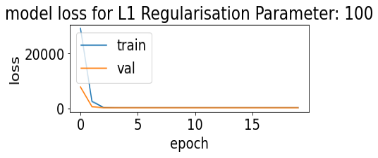 model loss for L1 Regularisation Parameter: 100
20000
0
loss
train
val
0 5 10 15
epoch